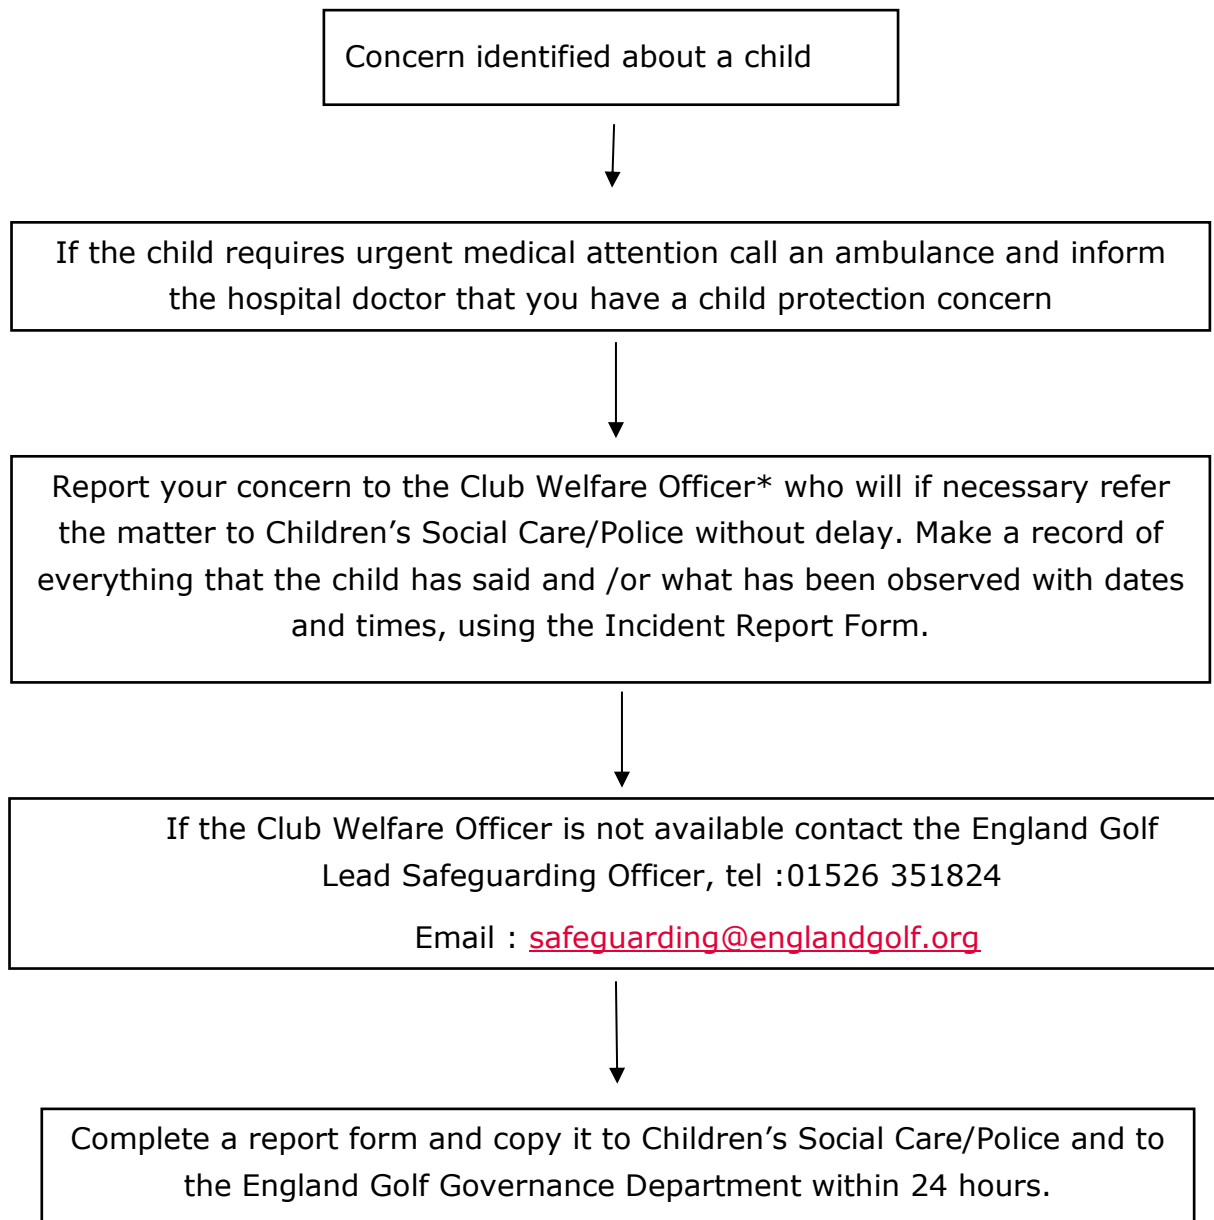 Concern identified about a child
If the child requires urgent medical attention call an ambulance and inform
the hospital doctor that you have a child protection concern
Report your concern to the Club Welfare Officer* who will if necessary refer
the matter to Children’s Social Care/Police without delay. Make a record of
everything that the child has said and /or what has been observed with dates
and times, using the Incident Report Form.
If the Club Welfare Officer is not available contact the England Golf
Lead Safeguarding Officer, tel :01526 351824
Email : safeguarding@englandgolf.org
Complete a report form and copy it to Children’s Social Care/Police and to
the England Golf Governance Department within 24 hours.